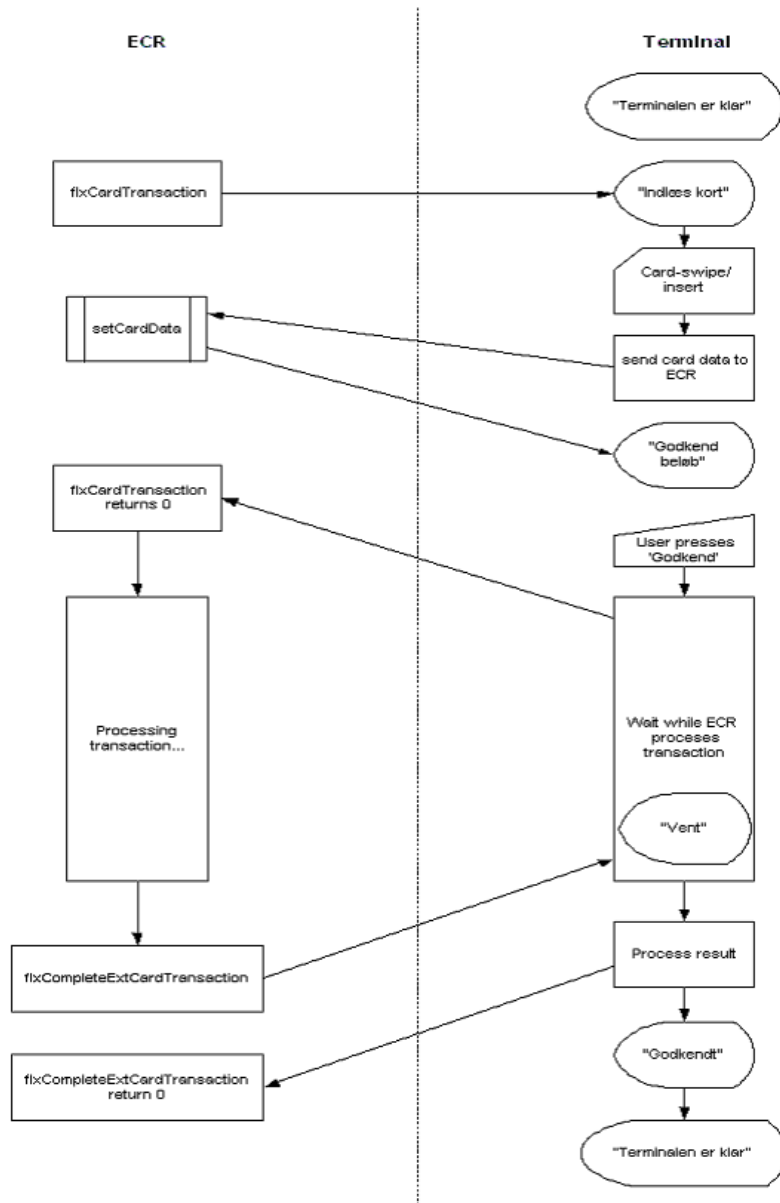 ECR
Terminal
"Terminalen er klar"
flxCardTransaction
"Indlæs kort"
Card-swipe/
insert
setCardData
send card data to
ECR
"Godkend
beløb"
flxCardTransaction
returns 0
User presses
'Godkend'
Processing
transaction...
Wait while ECR
proceses
transaction
"Vent"
flxCompleteExtCardTransaction
Process result
flxCompleteExtCardTransaction
return 0
"Godkendt"
"Terminalen er klar"